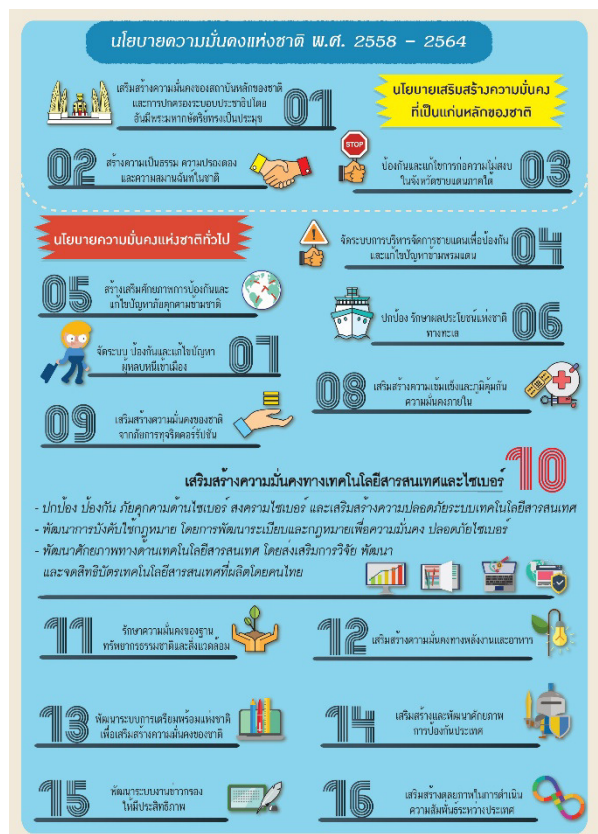 นโยบายความมั่นคงแห่งชาติ พ.ศ. 2558 - 2564
เสริมสร้างความมั่นคงของสถาบันหลักของชาติ
และการปกครองระบอบประชาธิปไตย
อันมีพระมหากษัตริย์ทรงเป็นประมุข
01
นโยบายเสริมสร้างความมั่นคง
ที่เป็นแก่นหลักของชาติ
02
สร้างความเป็นธรรม ความปรองดอง
และความสมานฉันท์ในชาติ
STOP
ป้องกันและแก้ไขการก่อความไม่สงบ
ในจังหวัดชายแดนภาคใต้
03
นโยบายความมั่นคงแห่งชาติทั่วไป
จัดระบบการบริหารจัดการชายแดนเพื่อป้องกัน
และแก้ไขปัญหาข้ามพรมแดน
04
05
สร้างเสริมศักยภาพการป้องกันและ
แก้ไขปัญหาภัยคุกคามข้ามชาติ
ปกป้อง รักษาผลประโยชน์แห่งชาติ
ทางทะเล
06
จัดระบบ ป้องกันและแก้ไขปัญหา
ผู้หลบหนีเข้าเมือง
07
08
เสริมสร้างความเข้มแข็งและภูมิคุ้มกัน
ความมั่นคงภายใน
09
เสริมสร้างความมั่นคงของชาติ
จากภัยการทุจริตคอร์รัปชัน
เสริมสร้างความมั่นคงทางเทคโนโลยีสารสนเทศและไซเบอร์
10
- ปกป้อง ป้องกัน ภัยคุกคามด้านไซเบอร์ สงครามไซเบอร์ และเสริมสร้างความปลอดภัยระบบเทคโนโลยีสารสนเทศ
- พัฒนาการบังคับใช้กฎหมาย โดยการพัฒนาระเบียบและกฎหมายเพื่อความมั่นคง ปลอดภัยไซเบอร์
- พัฒนาศักยภาพทางด้านเทคโนโลยีสารสนเทศ โดยส่งเสริมการวิจัย พัฒนา
และจดสิทธิบัตรเทคโนโลยีสารสนเทศที่ผลิตโดยคนไทย
11
รักษาความมั่นคงของฐาน
ทรัพยากรธรรมชาติและสิ่งแวดล้อม
12
เสริมสร้างความมั่นคงทางพลังงานและอาหาร
13
พัฒนาระบบการเตรียมพร้อมแห่งชาติ
เพื่อเสริมสร้างความมั่นคงของชาติ
14
เสริมสร้างและพัฒนาศักยภาพ
การป้องกันประเทศ
15
พัฒนาระบบงานข่าวกรอง
ให้มีประสิทธิภาพ
16
เสริมสร้างดุลยภาพในการดำเนิน
ความสัมพันธ์ระหว่างประเทศ